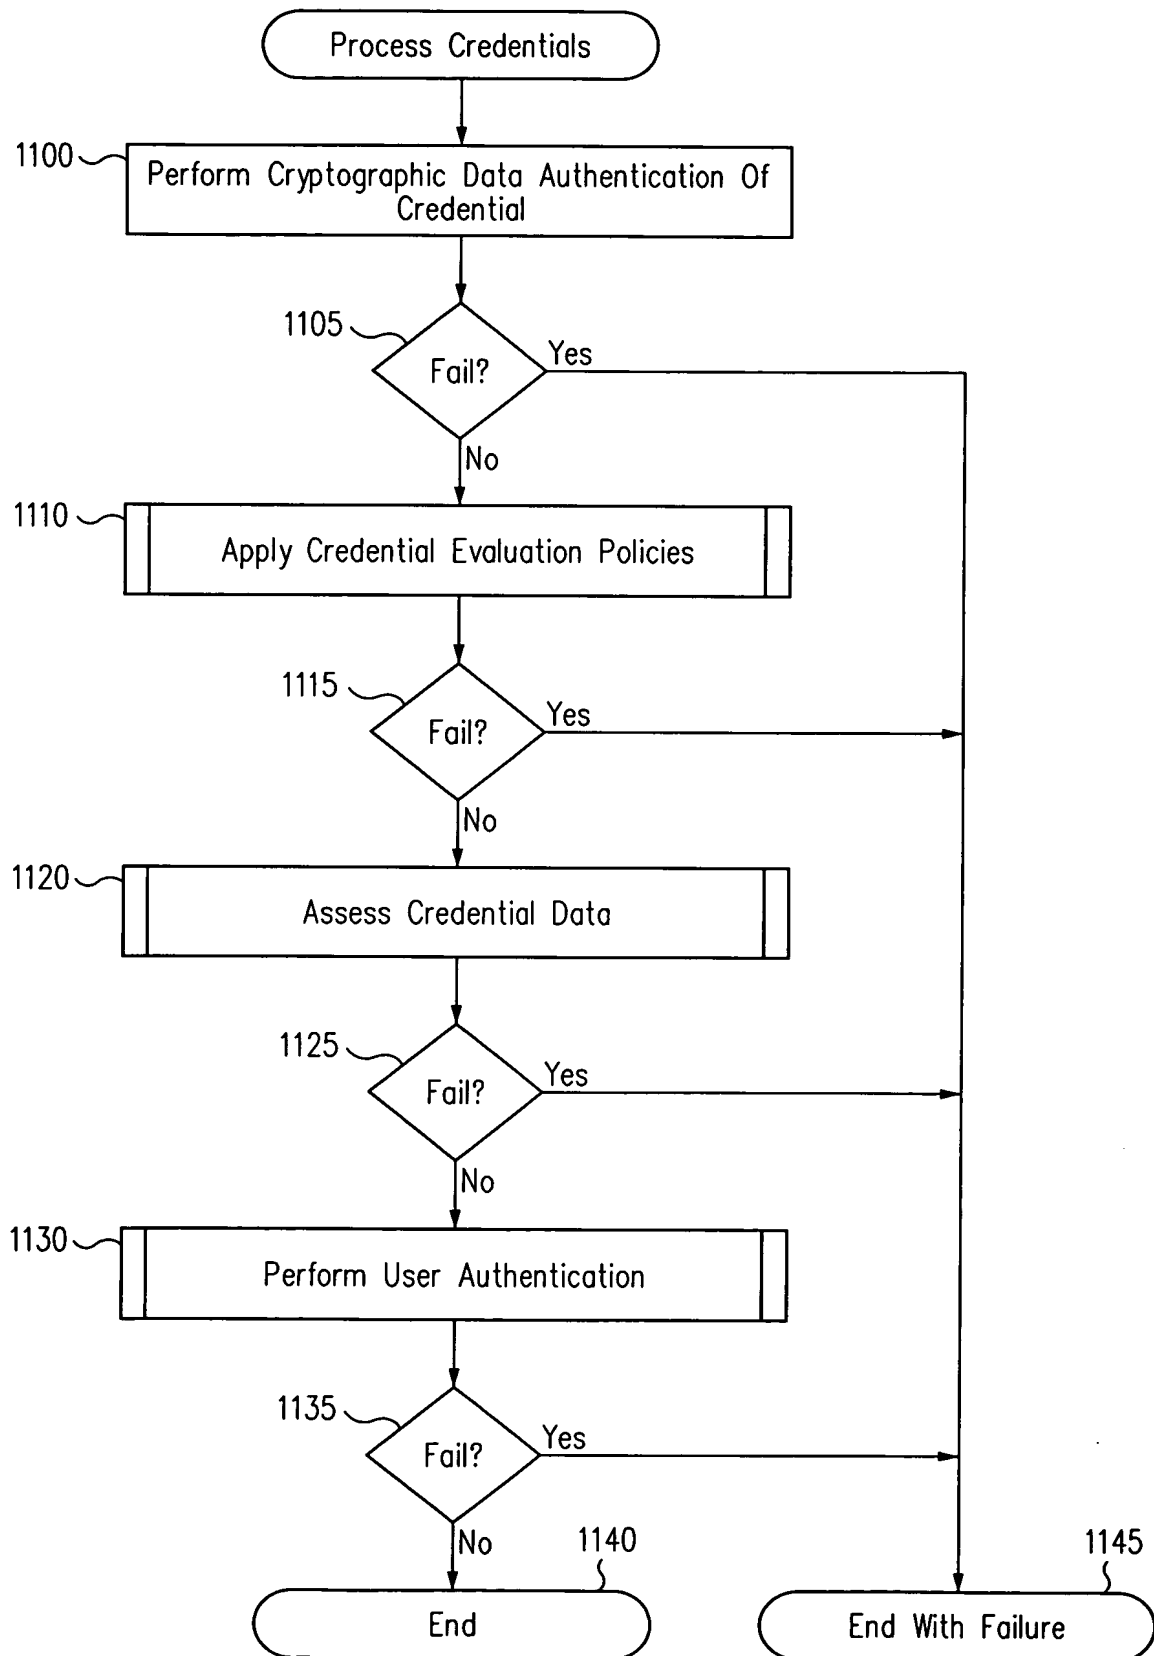 Process Credentials
1100
Perform Cryptographic Data Authentication Of
Credential
1105
Fail?
Yes
No
1110
Apply Credential Evaluation Policies
1115
Fail?
Yes
No
1120
Assess Credential Data
1125
Fail?
Yes
No
1130
Perform User Authentication
1135
Fail?
Yes
No
1140
1145
End
End With Failure